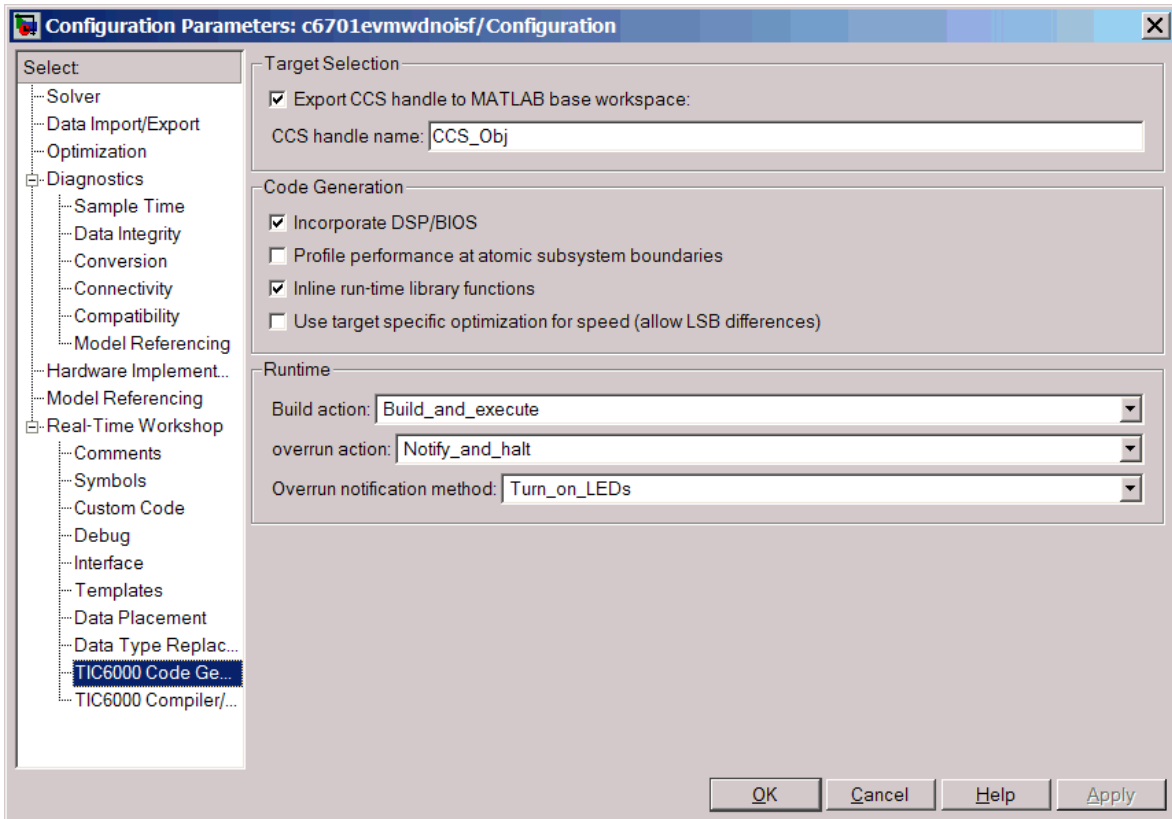 Configuration Parameters: c6701evmwdnoisf/Configuration
Select:
Solver
Data Import/Export
Optimization
Diagnostics
Sample Time
Data Integrity
Conversion
Connectivity
Compatibility
Model Referencing
Hardware Implement...
Model Referencing
Real-Time Workshop
Comments
Symbols
Custom Code
Debug
Interface
Templates
Data Placement
Data Type Replac...
TIC6000 Code Ge...
TIC6000 Compiler/...
Target Selection
Export CCS handle to MATLAB base workspace:
CCS handle name: CCS_Obj
Code Generation
Incorporate DSP/BIOS
Profile performance at atomic subsystem boundaries
Inline run-time library functions
Use target specific optimization for speed (allow LSB differences)
Runtime
Build action: Build_and_execute
overrun action: Notify_and_halt
Overrun notification method: Turn_on_LEDs
OK Cancel Help Apply